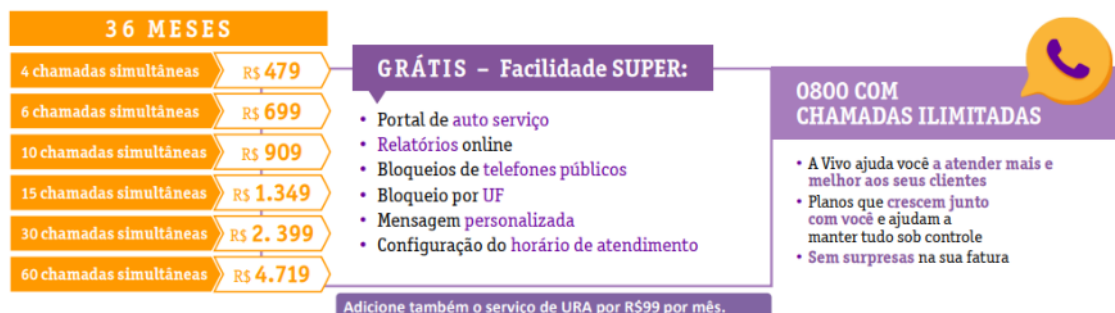 36 MESES
4 chamadas simultâneas R$ 479
6 chamadas simultâneas R$ 699
10 chamadas simultâneas R$ 909
15 chamadas simultâneas R$ 1.349
30 chamadas simultâneas R$ 2. 399
60 chamadas simultâneas R$ 4.719
GRÁTIS – Facilidade SUPER:
• Portal de auto serviço
• Relatórios online
• Bloqueios de telefones públicos
• Bloqueio por UF
• Mensagem personalizada
• Configuração do horário de atendimento
Adicione também o serviço de URA por R$99 por mês.
0800 COM
CHAMADAS ILIMITADAS
• A Vivo ajuda você a atender mais e
melhor aos seus clientes
• Planos que crescem junto
com você e ajudam a
manter tudo sob controle
• Sem surpresas na sua fatura